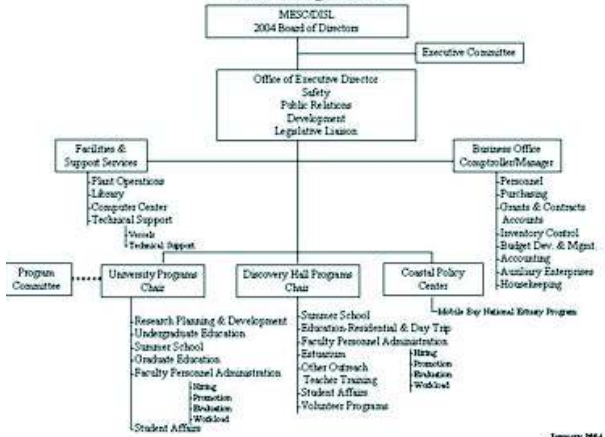 MESC/DISL
2004 Board of Directors
Executive Committee
Office of Executive Director
Safety
Public Relations
Development
Legislative Liaison
Facilities &
Support Services
Plant Operations
Library
Computer Center
Technical Support
Vessels
Technical Support
Business Office
Comptroller/Manager
Personnel
Purchasing
Grants & Contracts
Accounts
Inventory Control
Budget Dev. & Mgmt.
Accounting
Auxiliary Enterprises
Housekeeping
Program
Committee
University Programs
Chair
Research Planning & Development
Undergraduate Education
Summer School
Graduate Education
Faculty Personnel Administration
Hiring
Promotion
Evaluation
Workload
Student Affairs
Discovery Hall Programs
Chair
Summer School
Education-Residential & Day Trip
Faculty Personnel Administration
Hiring
Promotion
Evaluation
Workload
Estuarium
Other Outreach
Teacher Training
Student Affairs
Volunteer Programs
Coastal Policy
Center
Mobile Bay National Estuary Program
January 2004